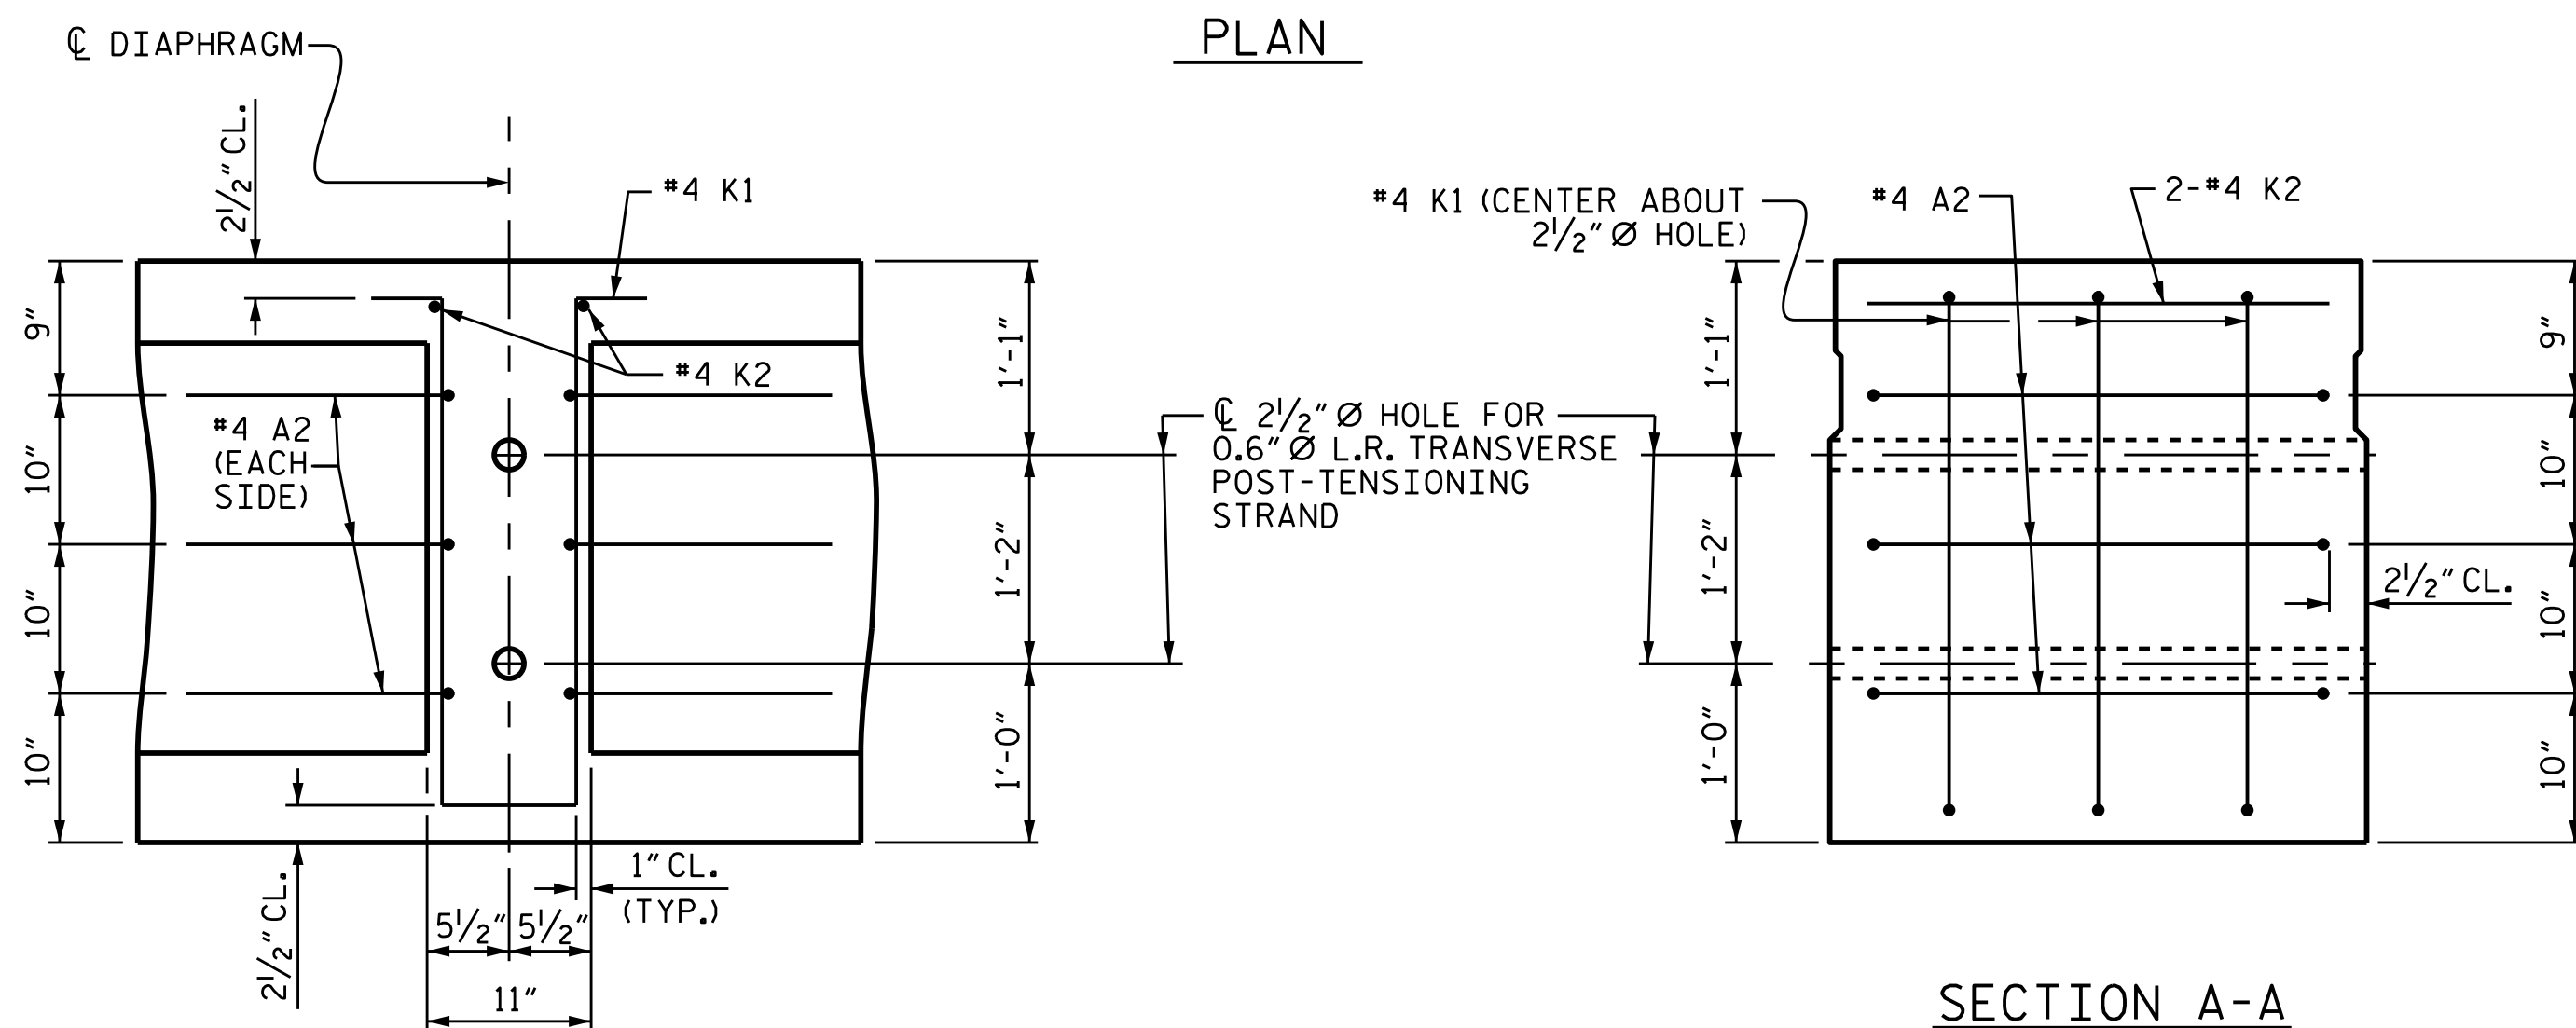 PLAN
℄ DIAPHRAGM
2½" CL.
#4 K1
#4 K2
9"
10"
10"
10"
#4 A2
(EACH
SIDE)
2½" CL.
1" CL.
(TYP.)
5½" 5½"
11"
1'-1"
1'-2"
1'-0"
℄ 2½" Ø HOLE FOR
0.6" Ø L.R. TRANSVERSE
POST-TENSIONING
STRAND
#4 K1 (CENTER ABOUT
2½" Ø HOLE)
#4 A2
2-#4 K2
1'-1"
1'-2"
1'-0"
9"
10"
10"
10"
2½" CL.
SECTION A-A